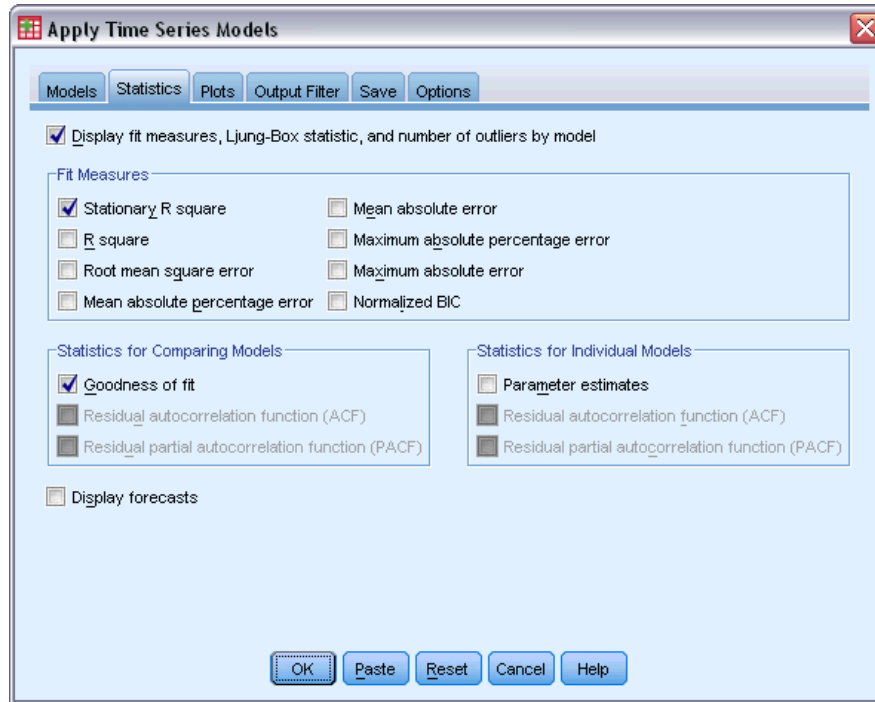 Apply Time Series Models
Models Statistics Plots Output Filter Save Options
Display fit measures, Ljung-Box statistic, and number of outliers by model
Fit Measures
Stationary R square
Mean absolute error
R square
Maximum absolute percentage error
Root mean square error
Maximum absolute error
Mean absolute percentage error
Normalized BIC
Statistics for Comparing Models
Goodness of fit
Residual autocorrelation function (ACF)
Residual partial autocorrelation function (PACF)
Statistics for Individual Models
Parameter estimates
Residual autocorrelation function (ACF)
Residual partial autocorrelation function (PACF)
Display forecasts
OK Paste Reset Cancel Help